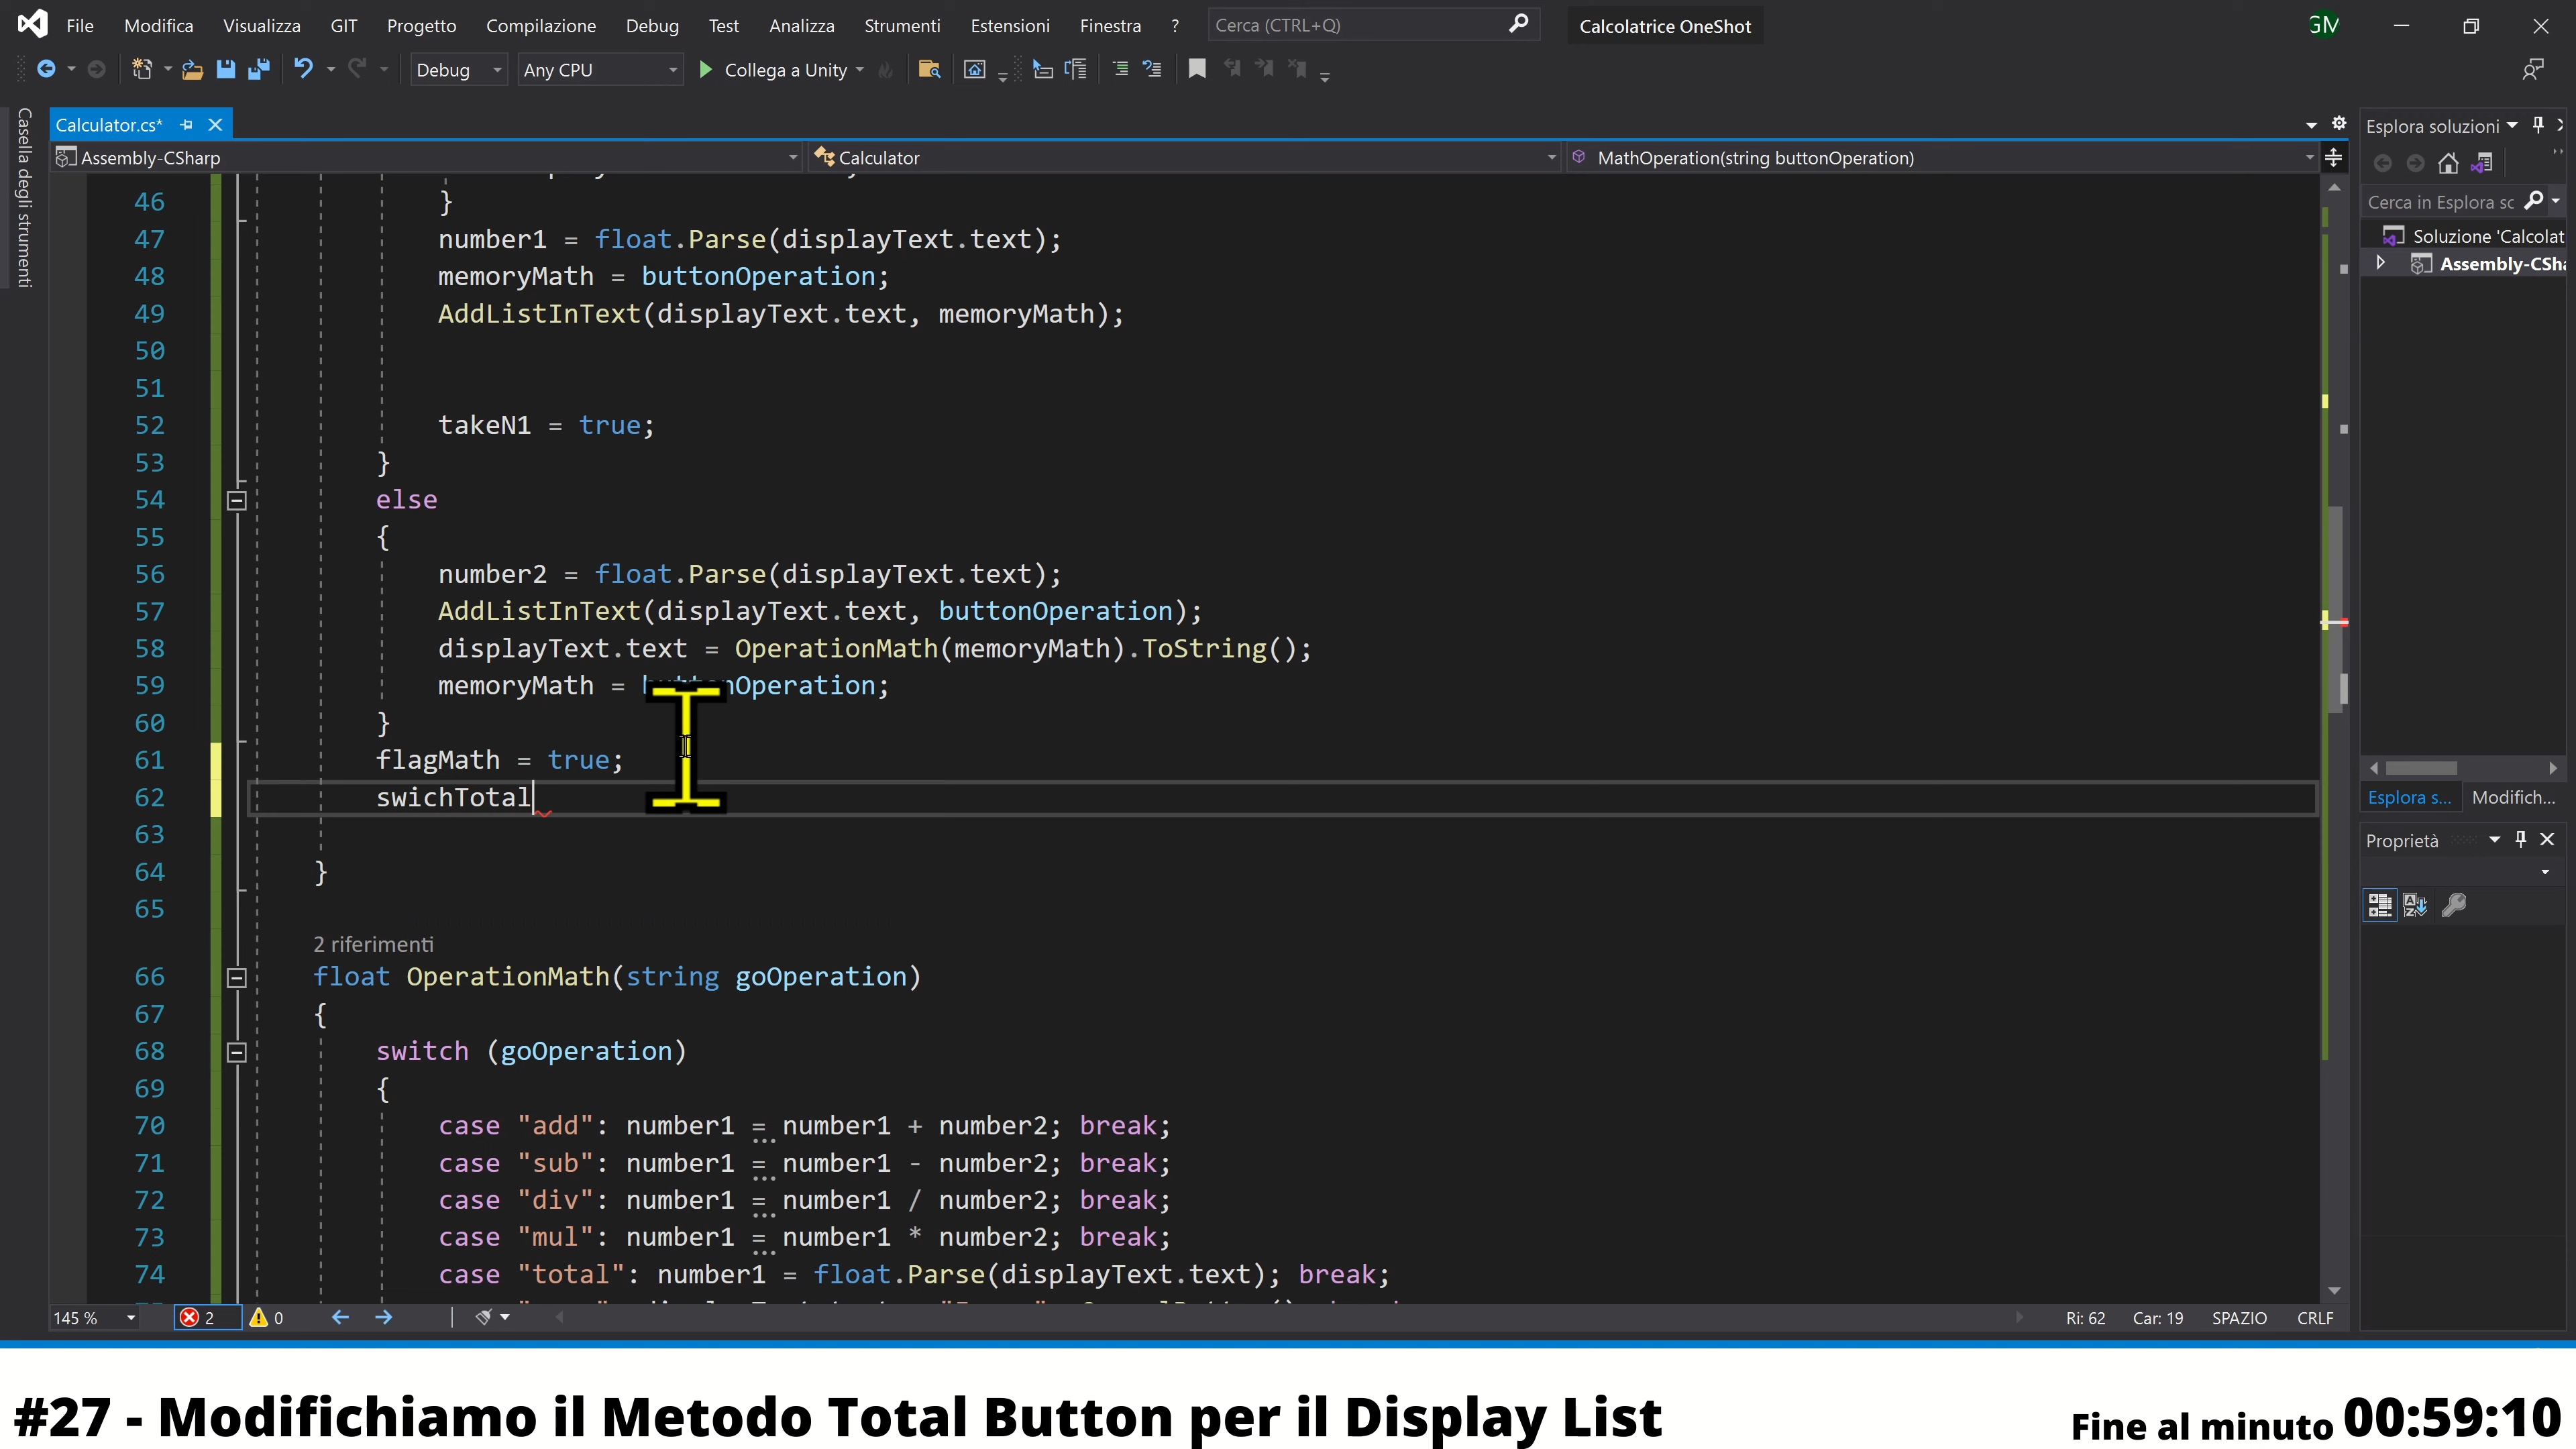 File Modifica Visualizza GIT Progetto Compilazione Debug Test Analizza Strumenti Estensioni Finestra ? Cerca (CTRL+Q) Calcolatrice OneShot GM
Debug Any CPU Collega a Unity
Casella degli strumenti
Calculator.cs*
Assembly-CSharp Calculator MathOperation(string buttonOperation)
46 }
47 number1 = float.Parse(displayText.text);
48 memoryMath = buttonOperation;
49 AddListInText(displayText.text, memoryMath);
50
51
52 takeN1 = true;
53 }
54 else
55 {
56 number2 = float.Parse(displayText.text);
57 AddListInText(displayText.text, buttonOperation);
58 displayText.text = OperationMath(memoryMath).ToString();
59 memoryMath = buttonOperation;
60 }
61 flagMath = true;
62 swichTotal
63
64 }
65
2 riferimenti
66 float OperationMath(string goOperation)
67 {
68 switch (goOperation)
69 {
70 case "add": number1 = number1 + number2; break;
71 case "sub": number1 = number1 - number2; break;
72 case "div": number1 = number1 / number2; break;
73 case "mul": number1 = number1 * number2; break;
74 case "total": number1 = float.Parse(displayText.text); break;
145 % 2 0 Ri: 62 Car: 19 SPAZIO CRLF
Esplora soluzioni
Cerca in Esplora sc
Soluzione 'Calcolat
Assembly-CSha
Esplora s... Modific...
Proprietà
#27 - Modifichiamo il Metodo Total Button per il Display List
Fine al minuto 00:59:10